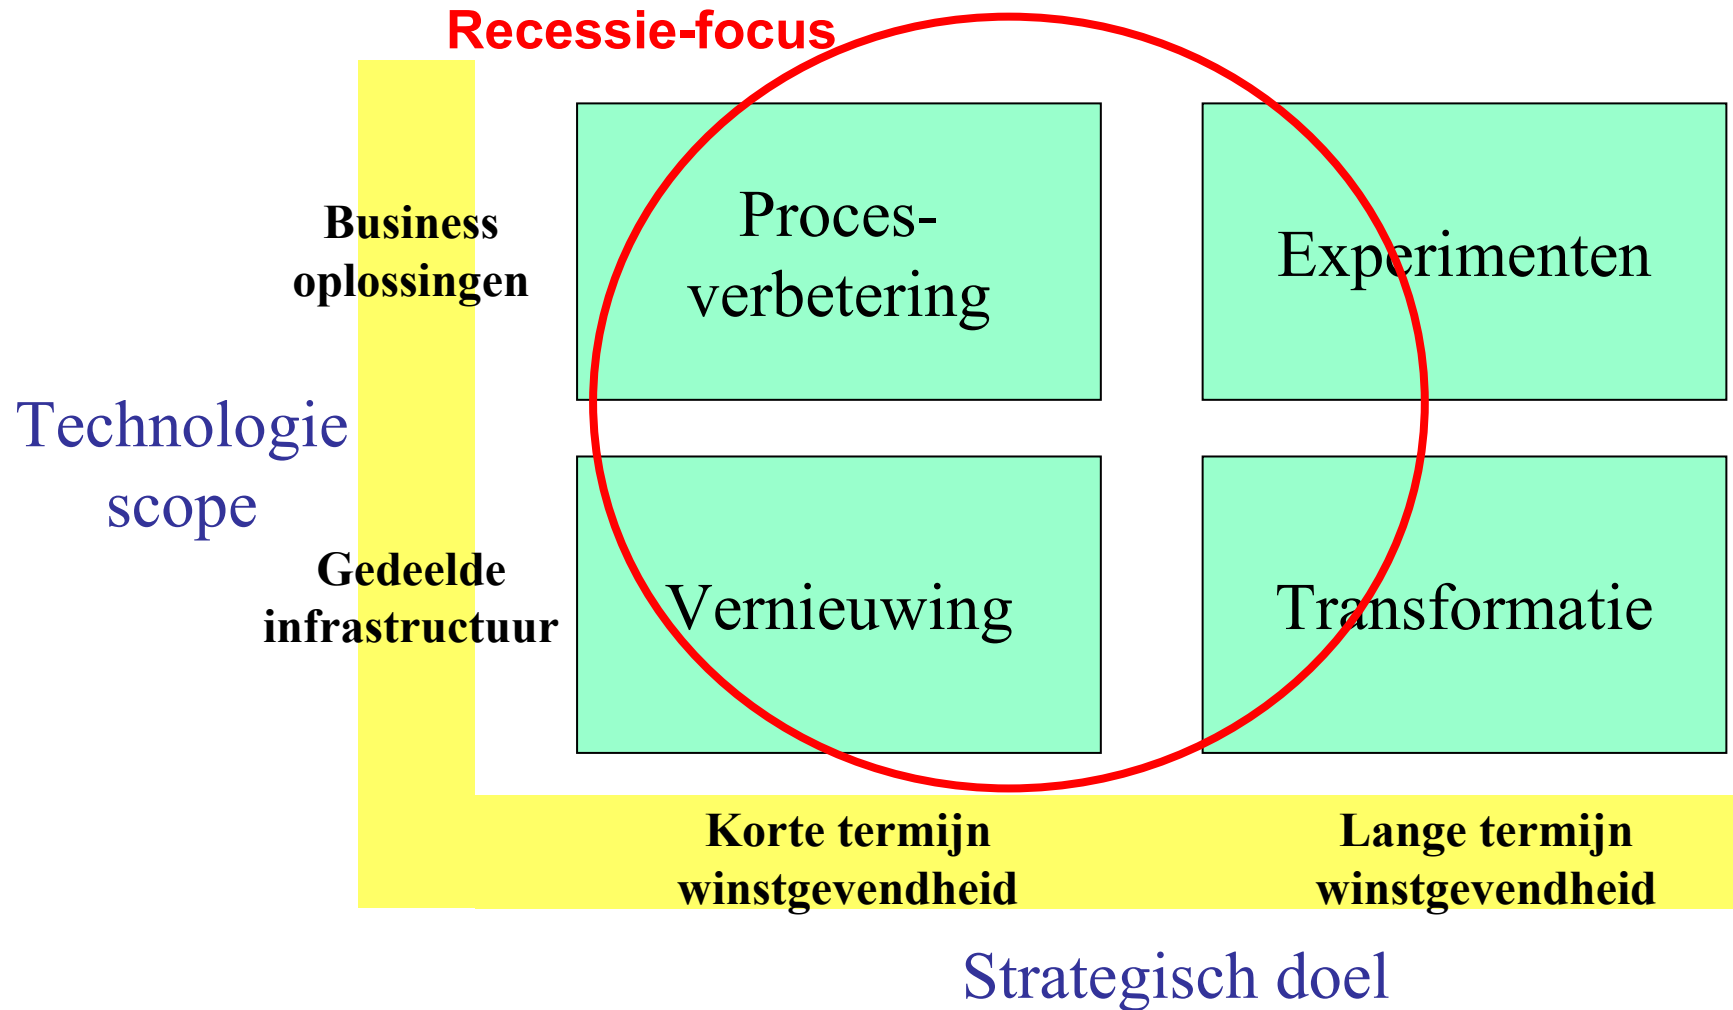 Recessie-focus
Business
oplossingen
Proces-
verbetering
Experimenten
Technologie
scope
Gedeelde
infrastructuur
Vernieuwing
Transformatie
Korte termijn
winstgevendheid
Lange termijn
winstgevendheid
Strategisch doel